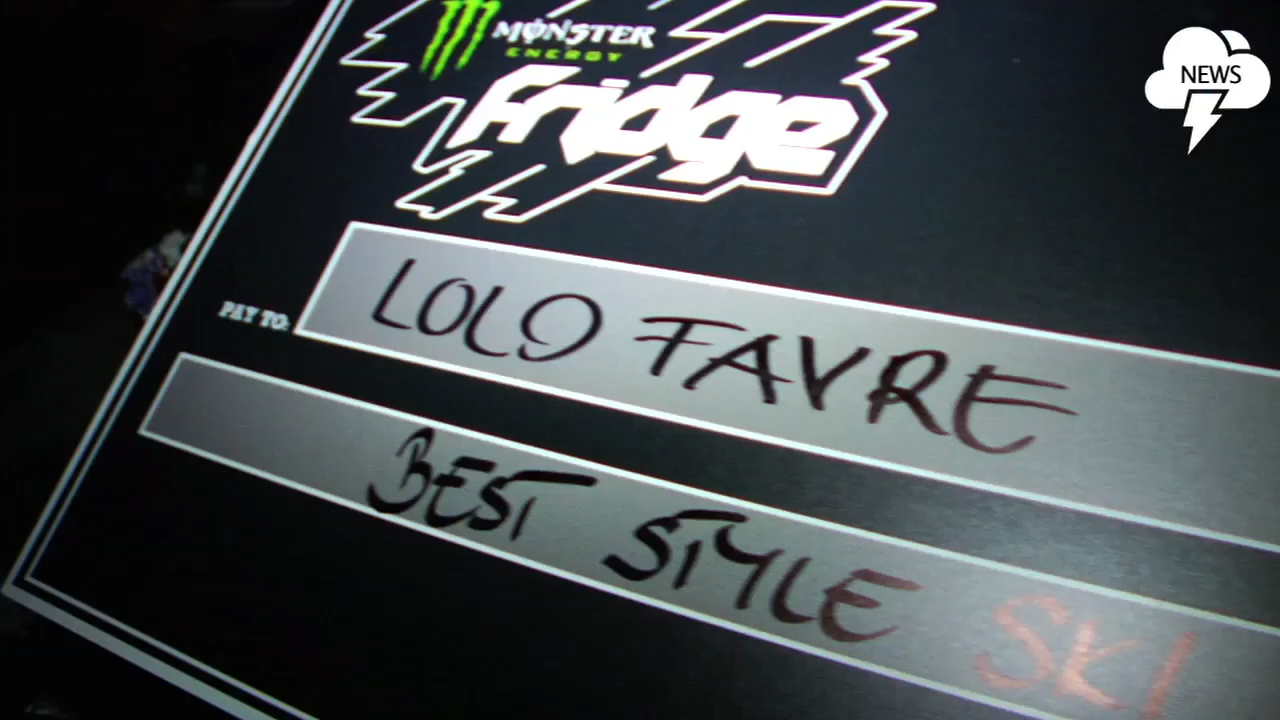 NEWS
MONSTER
ENERGY
Fridge
PAY TO:
LOLO FAVRE
BEST STYLE SKI